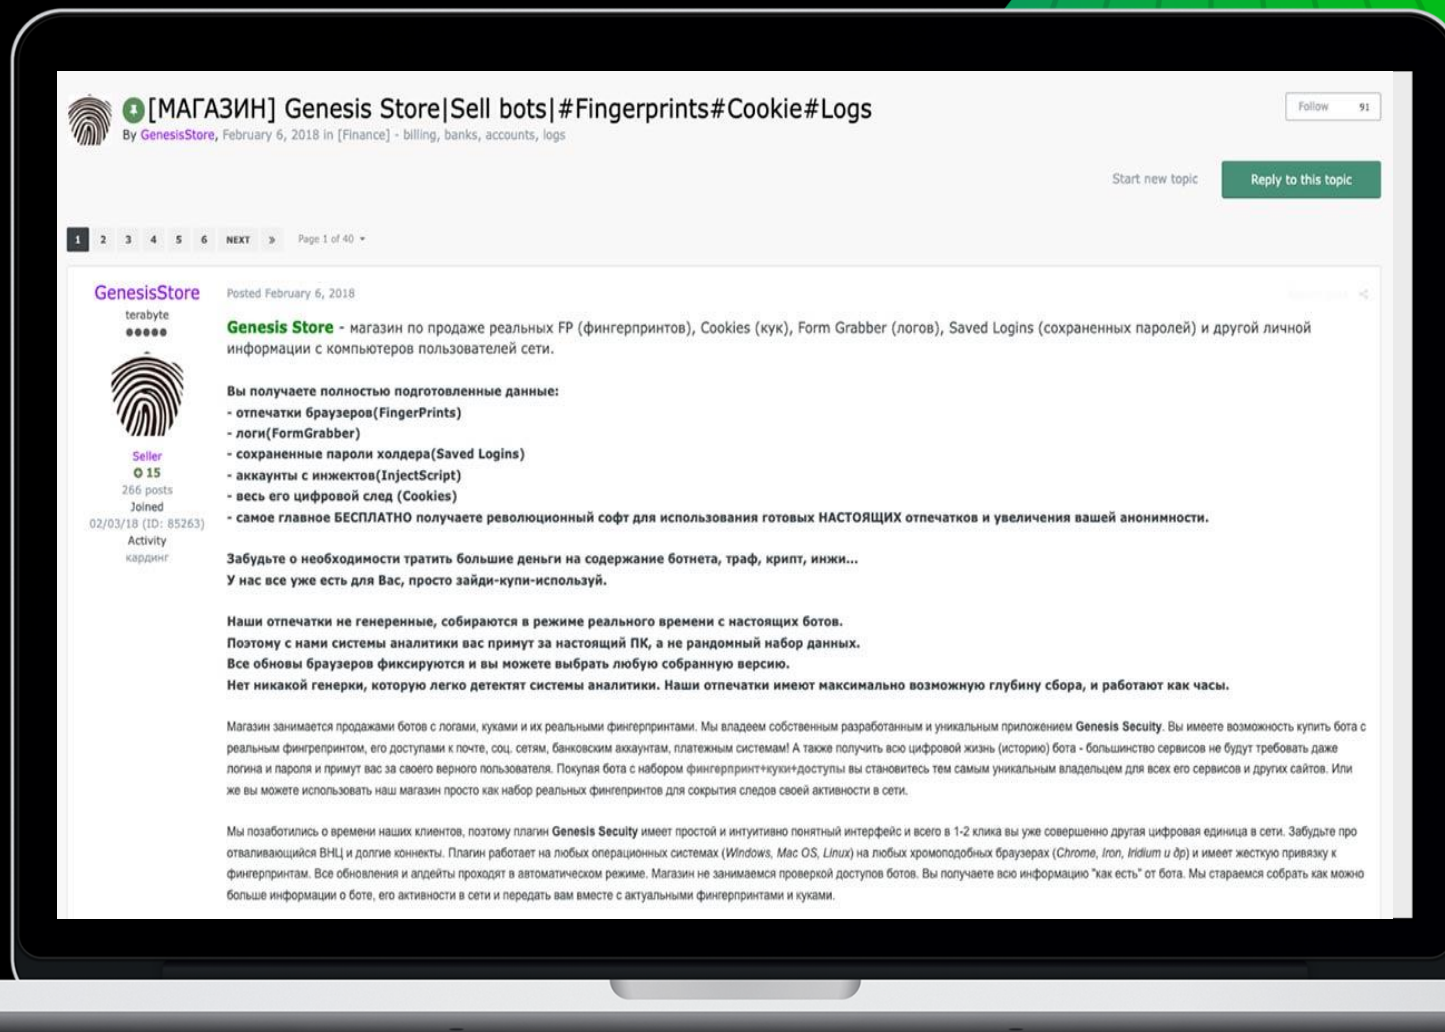 [МАГАЗИН] Genesis Store|Sell bots|#Fingerprints#Cookie#Logs
By GenesisStore, February 6, 2018 in [Finance] - billing, banks, accounts, logs
Follow 91
Start new topic
Reply to this topic
1 2 3 4 5 6 NEXT » Page 1 of 40
GenesisStore
terabyte
Seller
15
266 posts
Joined
02/03/18 (ID: 85263)
Activity
кардинг
Posted February 6, 2018
Genesis Store - магазин по продаже реальных FP (фингерпринтов), Cookies (кук), Form Grabber (логов), Saved Logins (сохраненных паролей) и другой личной
информации с компьютеров пользователей сети.
Вы получаете полностью подготовленные данные:
- отпечатки браузеров(FingerPrints)
- логи(FormGrabber)
- сохраненные пароли холдера(Saved Logins)
- аккаунты с инжектов(InjectScript)
- весь его цифровой след (Cookies)
- самое главное БЕСПЛАТНО получаете революционный софт для использования готовых НАСТОЯЩИХ отпечатков и увеличения вашей анонимности.
Забудьте о необходимости тратить большие деньги на содержание ботнета, траф, крипт, инжи...
У нас все уже есть для Вас, просто зайди-купи-используй.
Наши отпечатки не генеренные, собираются в режиме реального времени с настоящих ботов.
Поэтому с нами системы аналитики вас примут за настоящий ПК, а не рандомный набор данных.
Все обновы браузеров фиксируются и вы можете выбрать любую собранную версию.
Нет никакой генерки, которую легко детектят системы аналитики. Наши отпечатки имеют максимально возможную глубину сбора, и работают как часы.
Магазин занимается продажами ботов с логами, куками и их реальными фингерпринтами. Мы владеем собственным разработанным и уникальным приложением Genesis Secuity. Вы имеете возможность купить бота с
реальным фингрепринтом, его доступами к почте, соц. сетям, банковским аккаунтам, платежным системам! А также получить всю цифровой жизнь (историю) бота - большинство сервисов не будут требовать даже
логина и пароля и примут вас за своего верного пользователя. Покупая бота с набором фингерпринт+куки+доступы вы становитесь тем самым уникальным владельцем для всех его сервисов и других сайтов. Или
же вы можете использовать наш магазин просто как набор реальных фингепринтов для сокрытия следов своей активности в сети.
Мы позаботились о времени наших клиентов, поэтому плагин Genesis Secuity имеет простой и интуитивно понятный интерфейс и всего в 1-2 клика вы уже совершенно другая цифровая единица в сети. Забудьте про
отваливающийся ВНЦ и долгие коннекты. Плагин работает на любых операционных системах (Windows, Mac OS, Linux) на любых хромоподобных браузерах (Chrome, Iron, Iridium и др) и имеет жесткую привязку к
фингерпринтам. Все обновления и апдейты проходят в автоматическом режиме. Магазин не занимаемся проверкой доступов ботов. Вы получаете всю информацию "как есть" от бота. Мы стараемся собрать как можно
больше информации о боте, его активности в сети и передать вам вместе с актуальными фингерпринтами и куками.